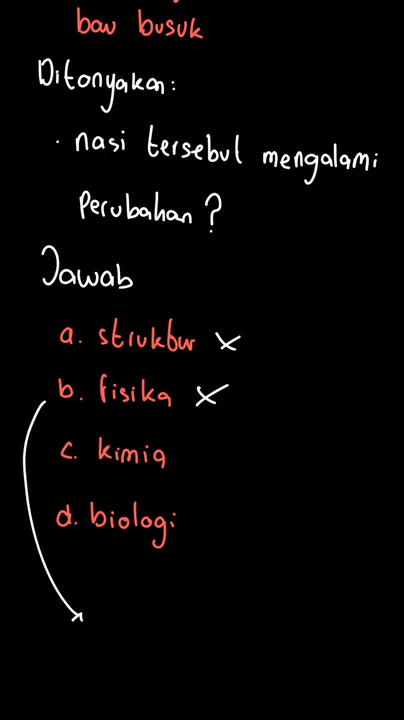 bau busuk
Ditanyakan:
· nasi tersebut mengalami
Perubahan?
Jawab
a. struktur ×
b. fisika ×
c. kimia
d. biologi